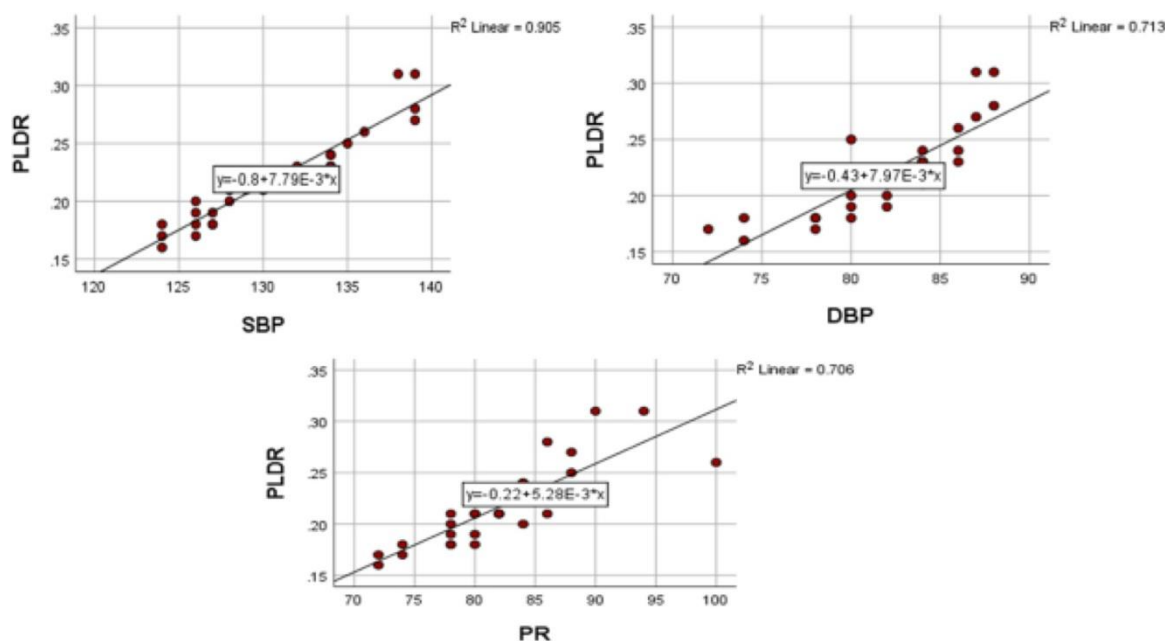 R2 Linear = 0.905
.35
.30
.25
.20
.15
PLDR
y=-0.8+7.79E-3*x
120 125 130 135 140
SBP
R2 Linear = 0.713
.35
.30
.25
.20
.15
PLDR
y=-0.43+7.97E-3*x
70 75 80 85 90
DBP
R2 Linear = 0.706
.35
.30
.25
.20
.15
PLDR
y=-0.22+5.28E-3*x
70 75 80 85 90 95 100
PR